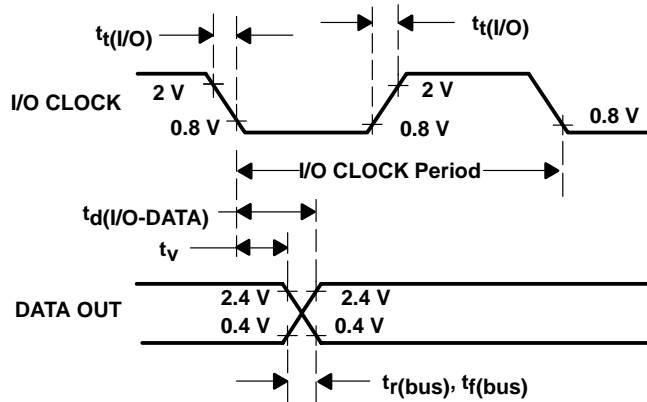 tt(I/O)
tt(I/O)
I/O CLOCK
2 V
2 V
0.8 V
0.8 V
0.8 V
I/O CLOCK Period
td(I/O-DATA)
tv
DATA OUT
2.4 V
2.4 V
0.4 V
0.4 V
tr(bus), tf(bus)